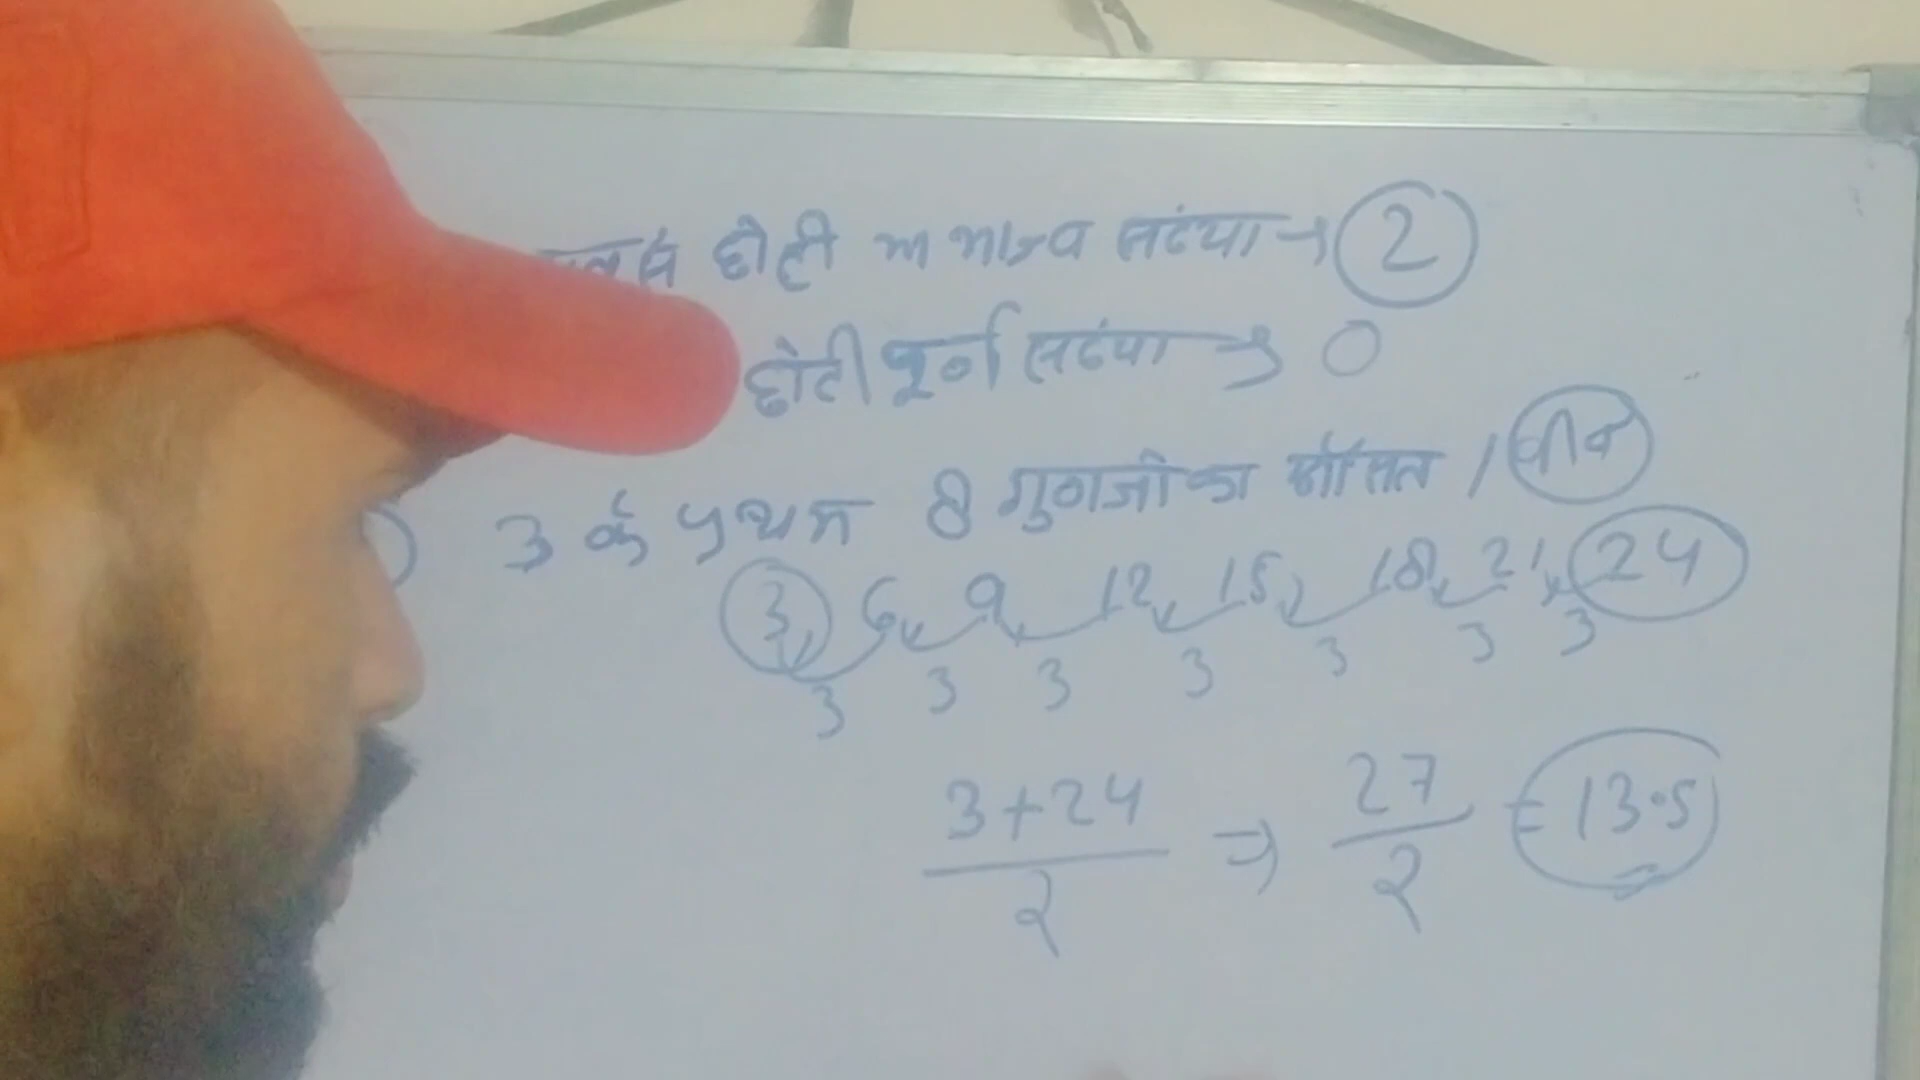 छोटी अभाज्य संख्या → 2
छोटी पूर्ण संख्या → 0
) 3 के प्रथम 8 गुणजो का औसत /
3, 6, 9, 12, 15, 18, 21, 24
3 3 3 3 3 3 3
3+24/2 ⇒ 27/2 = 13.5